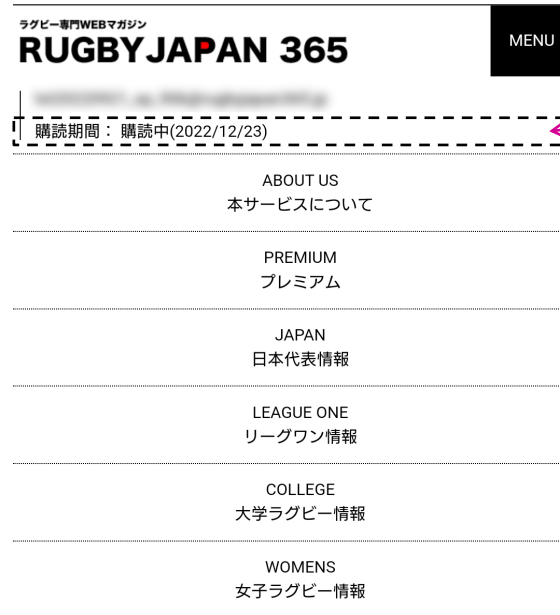 ラグビー専門WEBマガジン
RUGBYJAPAN 365
MENU
購読期間： 購読中(2022/12/23)
ABOUT US
本サービスについて
PREMIUM
プレミアム
JAPAN
日本代表情報
LEAGUE ONE
リーグワン情報
COLLEGE
大学ラグビー情報
WOMENS
女子ラグビー情報